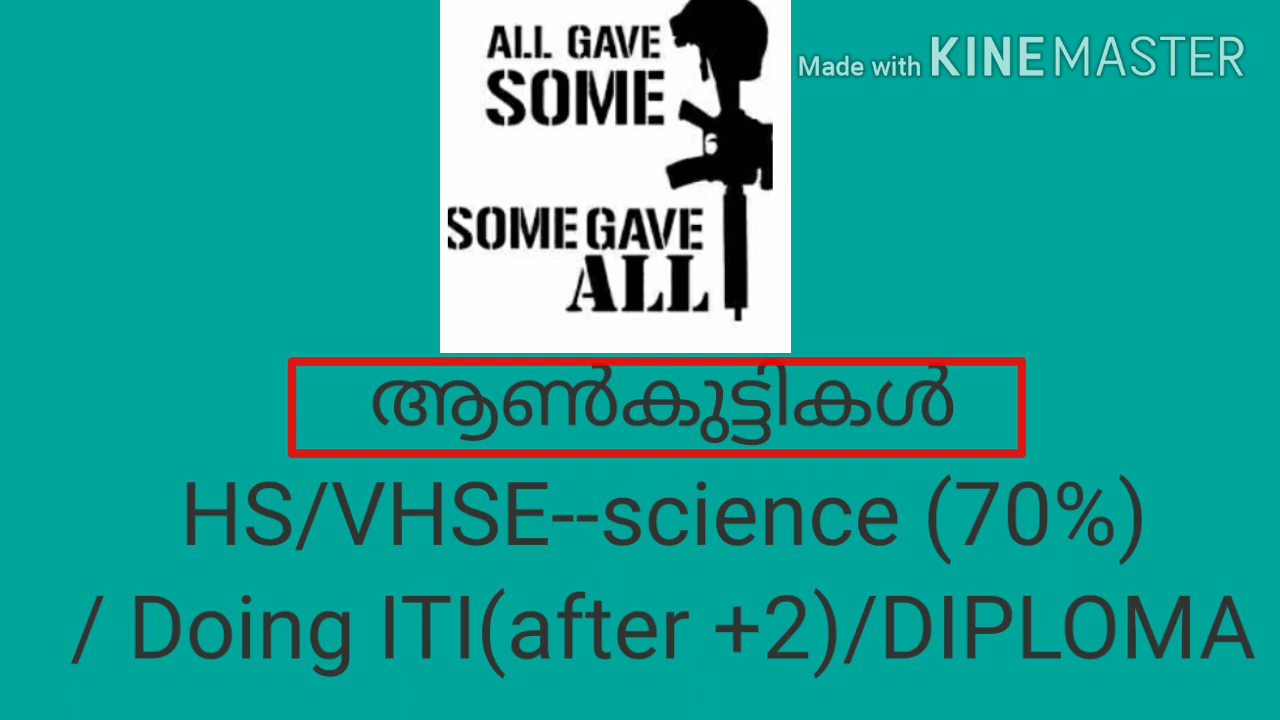 ALL GAVE
SOME
Made with KINEMASTER
SOME GAVE
ALL
ആൺകുട്ടികൾ
HS/VHSE--science (70%)
/ Doing ITI(after +2)/DIPLOMA